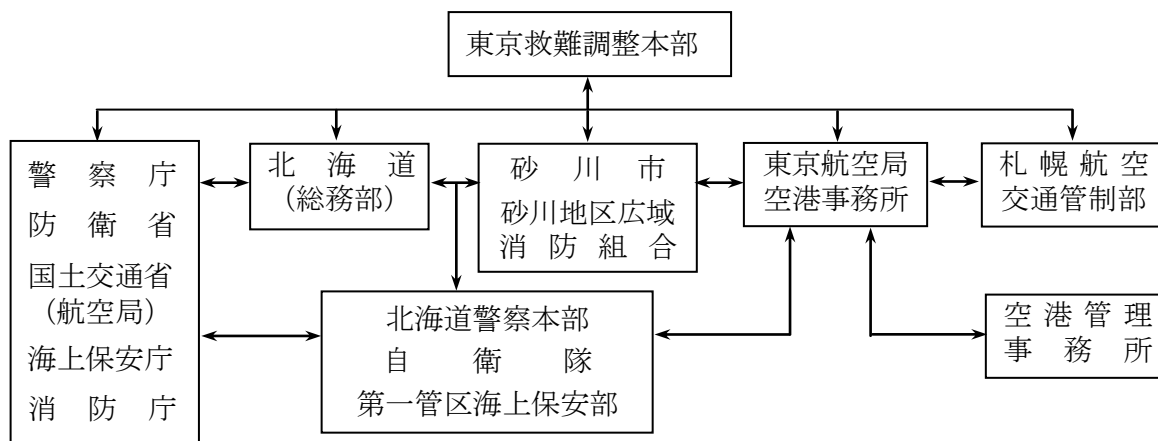 東京救難調整本部
警察庁
防衛省
国土交通省
(航空局)
海上保安庁
消防庁
北海道
(総務部)
砂川市
砂川地区広域
消防組合
東京航空局
空港事務所
札幌航空
交通管制部
北海道警察本部
自衛隊
第一管区海上保安部
空港管理
事務所